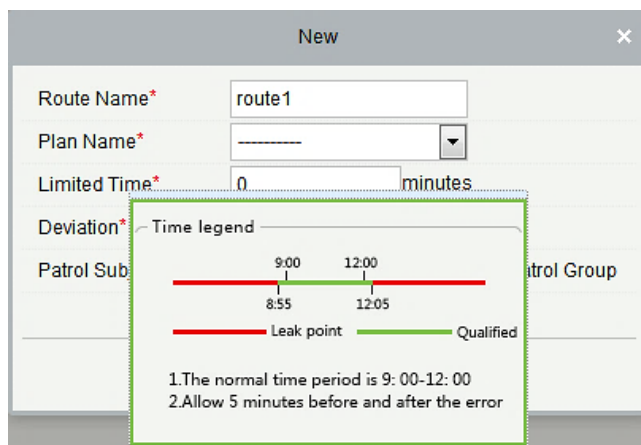 New ×
Route Name* route1
Plan Name* ----------
Limited Time* 0 minutes
Deviation*
Time legend
Patrol Sub
trol Group
9:00 12:00
8:55 12:05
Leak point Qualified
1.The normal time period is 9: 00-12: 00
2.Allow 5 minutes before and after the error